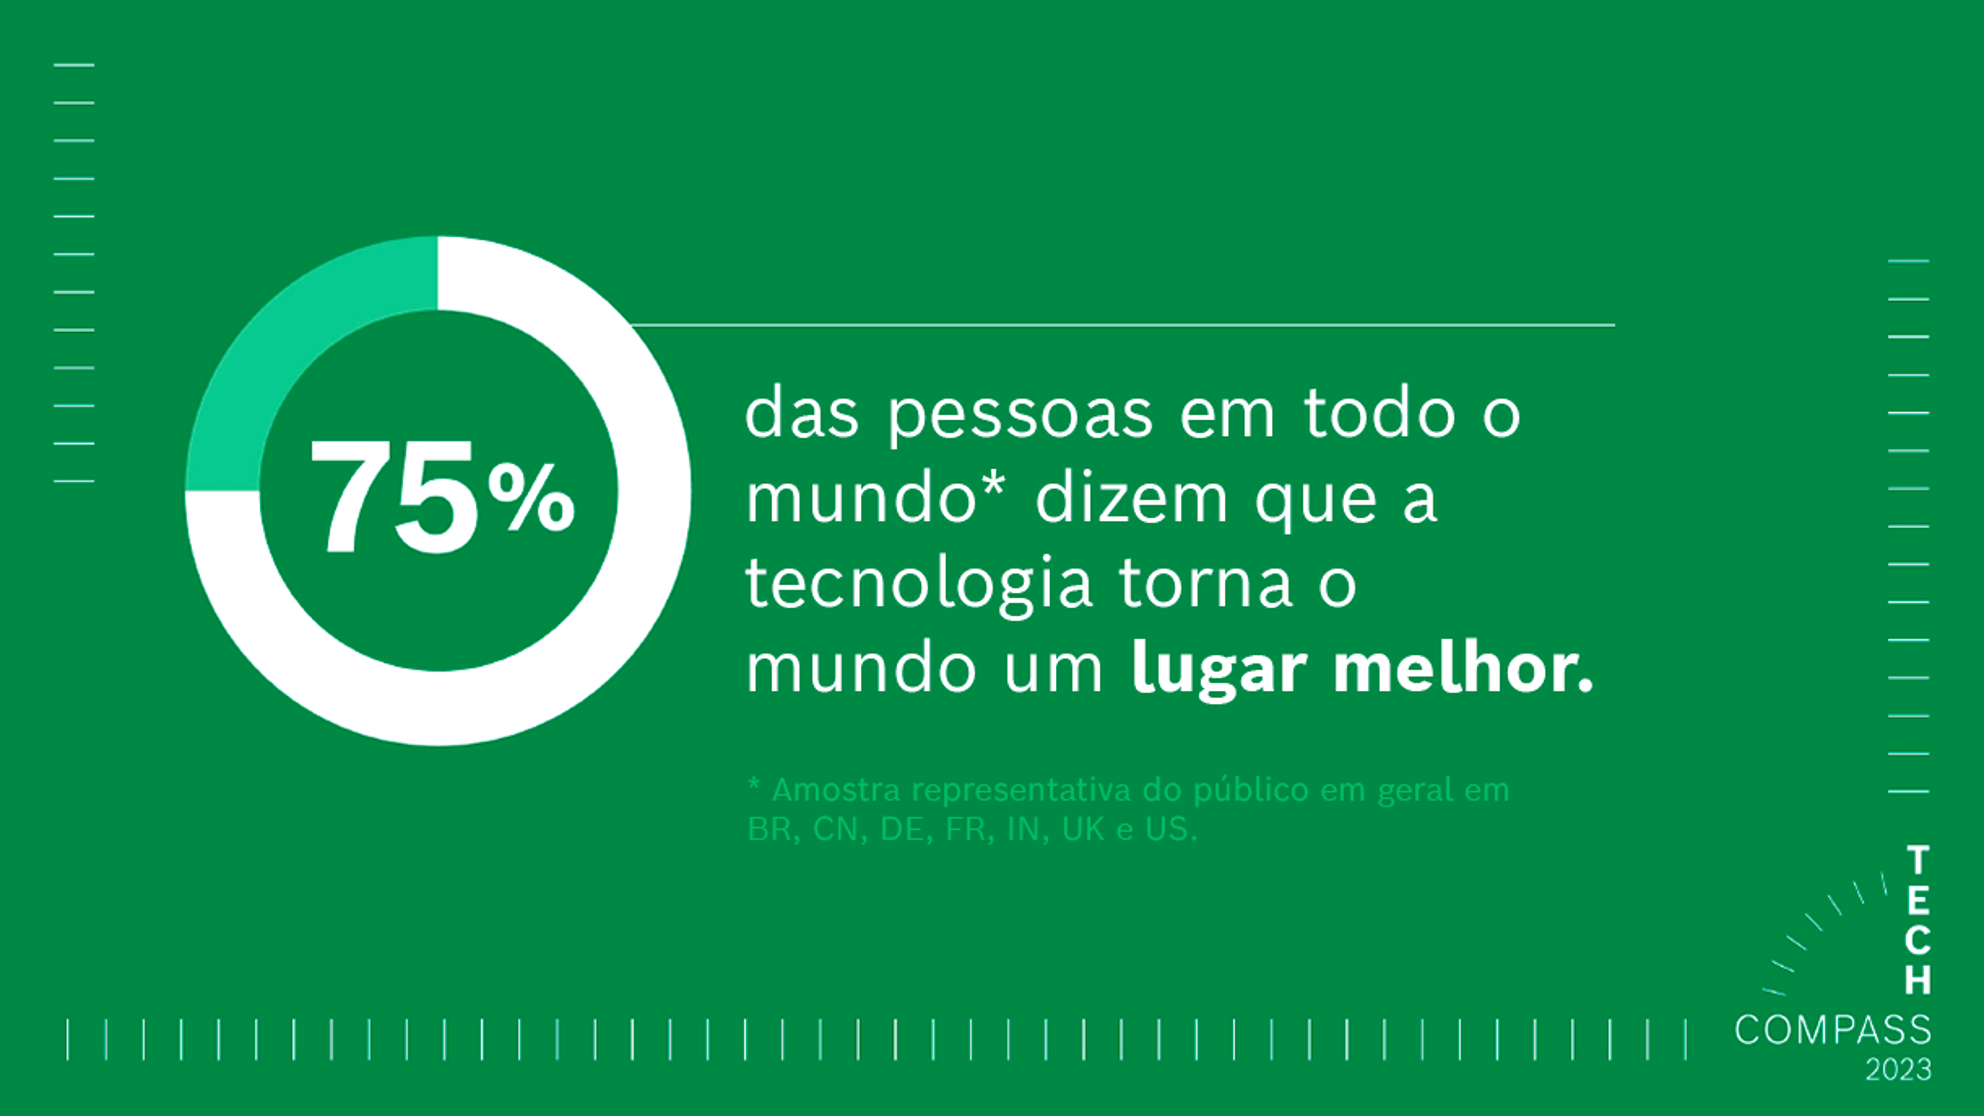 75%
das pessoas em todo o
mundo* dizem que a
tecnologia torna o
mundo um lugar melhor.
* Amostra representativa do público em geral em
BR, CN, DE, FR, IN, UK e US.
TECH
COMPASS
2023